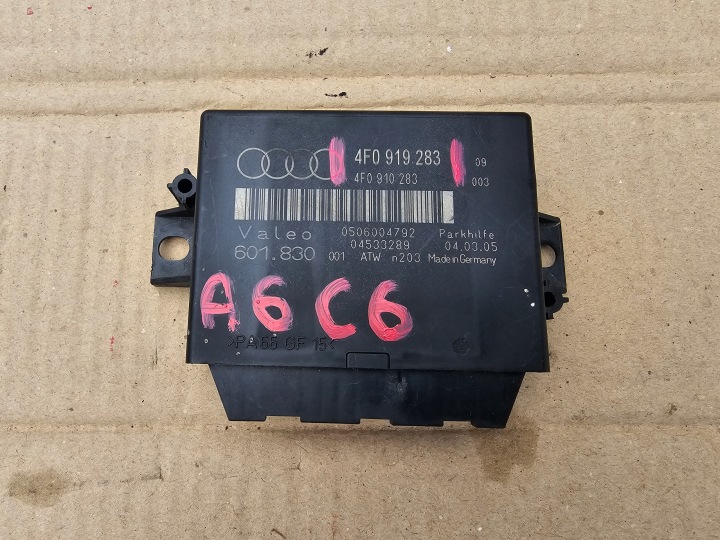 4F0 919 283 09
4F0 910 283 003
Valeo 0506004792 Parkhilfe
04533289 04.03.05
601.830 001 ATW n203 Made in Germany
A6 C6
>PA66 GF 15<